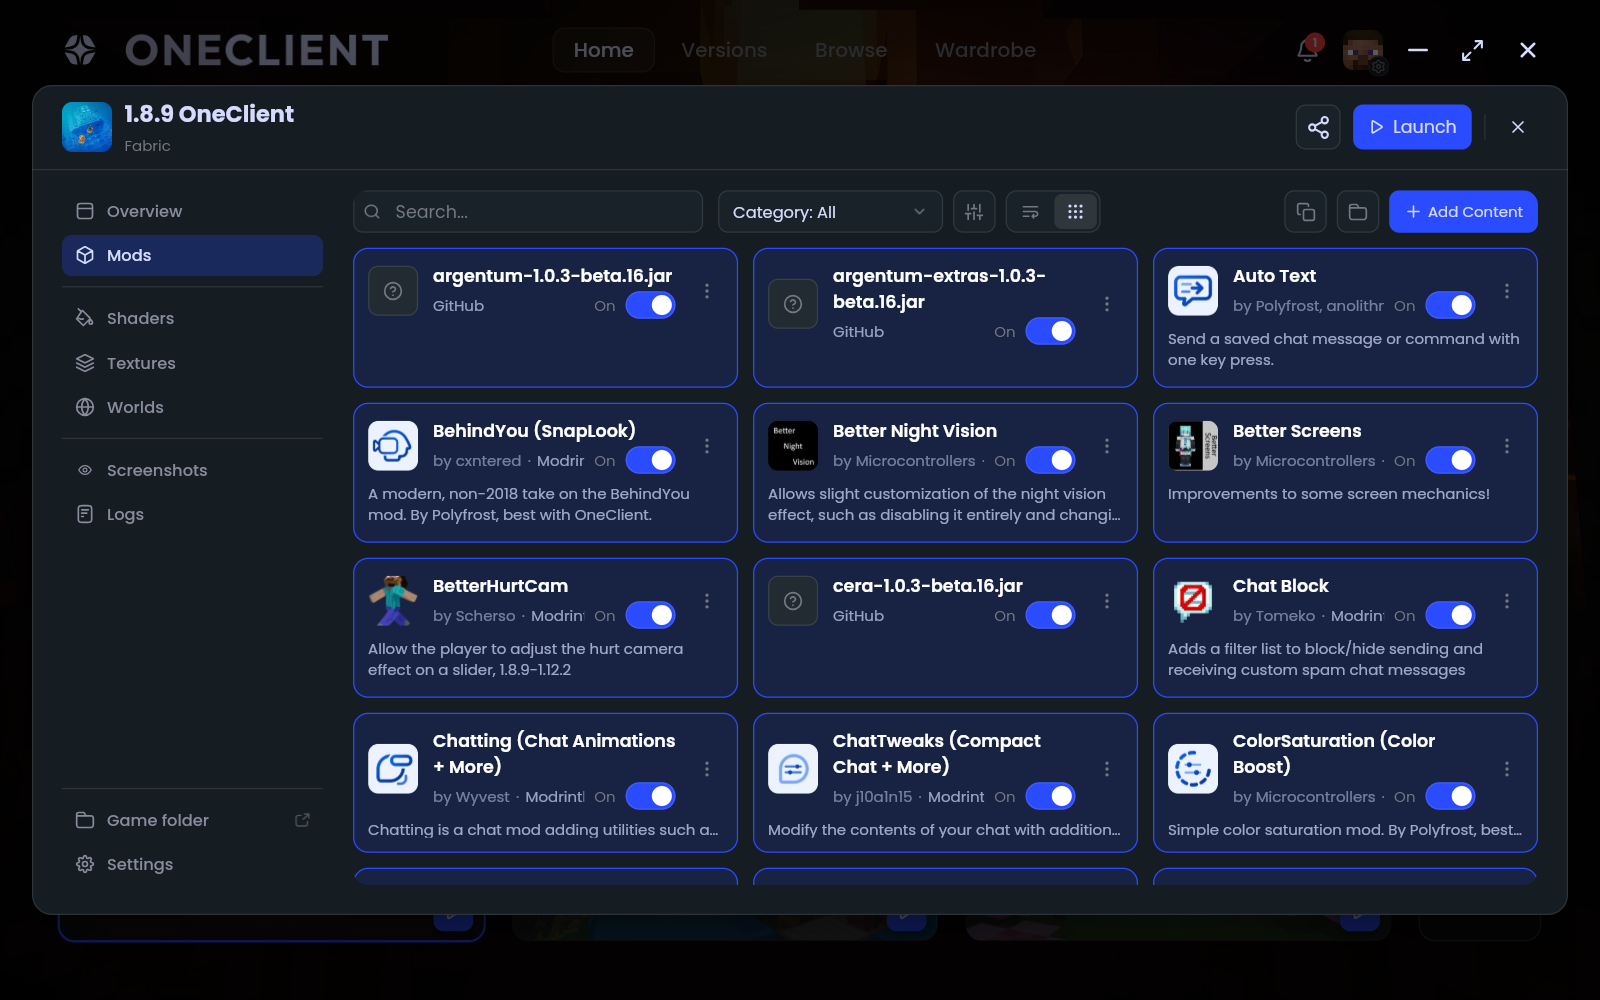 ONECLIENT
Home
Versions
Browse
Wardrobe
1
1.8.9 OneClient
Fabric
Launch
Overview
Mods
Shaders
Textures
Worlds
Screenshots
Logs
Game folder
Settings
Search...
Category: All
Add Content
argentum-1.0.3-beta.16.jar
GitHub
On
argentum-extras-1.0.3-
beta.16.jar
GitHub
On
Auto Text
by Polyfrost, anolithr
On
Send a saved chat message or command with
one key press.
BehindYou (SnapLook)
by cxntered · Modrir
On
A modern, non-2018 take on the BehindYou
mod. By Polyfrost, best with OneClient.
Better
Night
Vision
Better Night Vision
by Microcontrollers ·
On
Allows slight customization of the night vision
effect, such as disabling it entirely and changi...
Better
Screens
Better Screens
by Microcontrollers ·
On
Improvements to some screen mechanics!
BetterHurtCam
by Scherso · Modrin
On
Allow the player to adjust the hurt camera
effect on a slider, 1.8.9-1.12.2
cera-1.0.3-beta.16.jar
GitHub
On
Chat Block
by Tomeko · Modrin
On
Adds a filter list to block/hide sending and
receiving custom spam chat messages
Chatting (Chat Animations
+ More)
by Wyvest · Modrint
On
Chatting is a chat mod adding utilities such a...
ChatTweaks (Compact
Chat + More)
by j10a1n15 · Modrint
On
Modify the contents of your chat with addition...
ColorSaturation (Color
Boost)
by Microcontrollers ·
On
Simple color saturation mod. By Polyfrost, best...